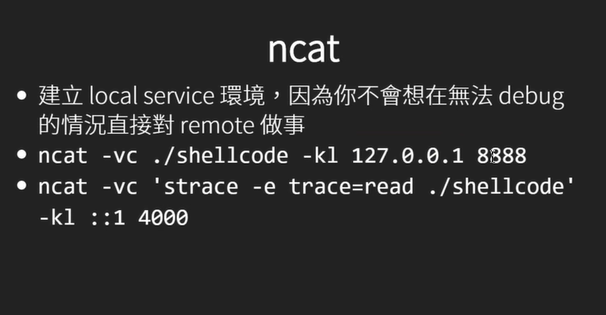 ncat
• 建立 local service 環境，因為你不會想在無法 debug
的情況直接對 remote 做事
• ncat -vc ./shellcode -kl 127.0.0.1 8888
• ncat -vc 'strace -e trace=read ./shellcode'
-kl ::1 4000